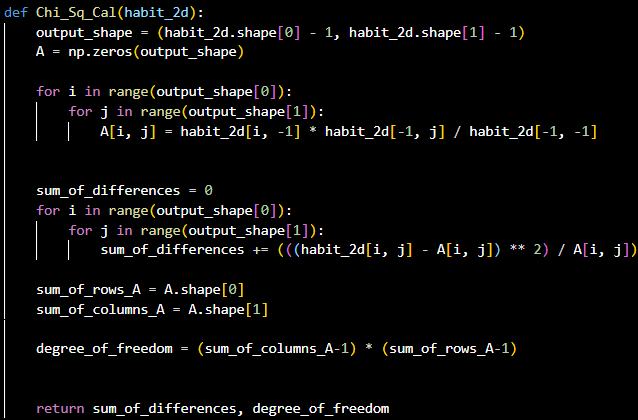 def Chi_Sq_Cal(habit_2d):
    output_shape = (habit_2d.shape[0] - 1, habit_2d.shape[1] - 1)
    A = np.zeros(output_shape)
    for i in range(output_shape[0]):
        for j in range(output_shape[1]):
            A[i, j] = habit_2d[i, -1] * habit_2d[-1, j] / habit_2d[-1, -1]
    sum_of_differences = 0
    for i in range(output_shape[0]):
        for j in range(output_shape[1]):
            sum_of_differences += (((habit_2d[i, j] - A[i, j]) ** 2) / A[i, j])
    sum_of_rows_A = A.shape[0]
    sum_of_columns_A = A.shape[1]
    degree_of_freedom = (sum_of_columns_A-1) * (sum_of_rows_A-1)
    return sum_of_differences, degree_of_freedom